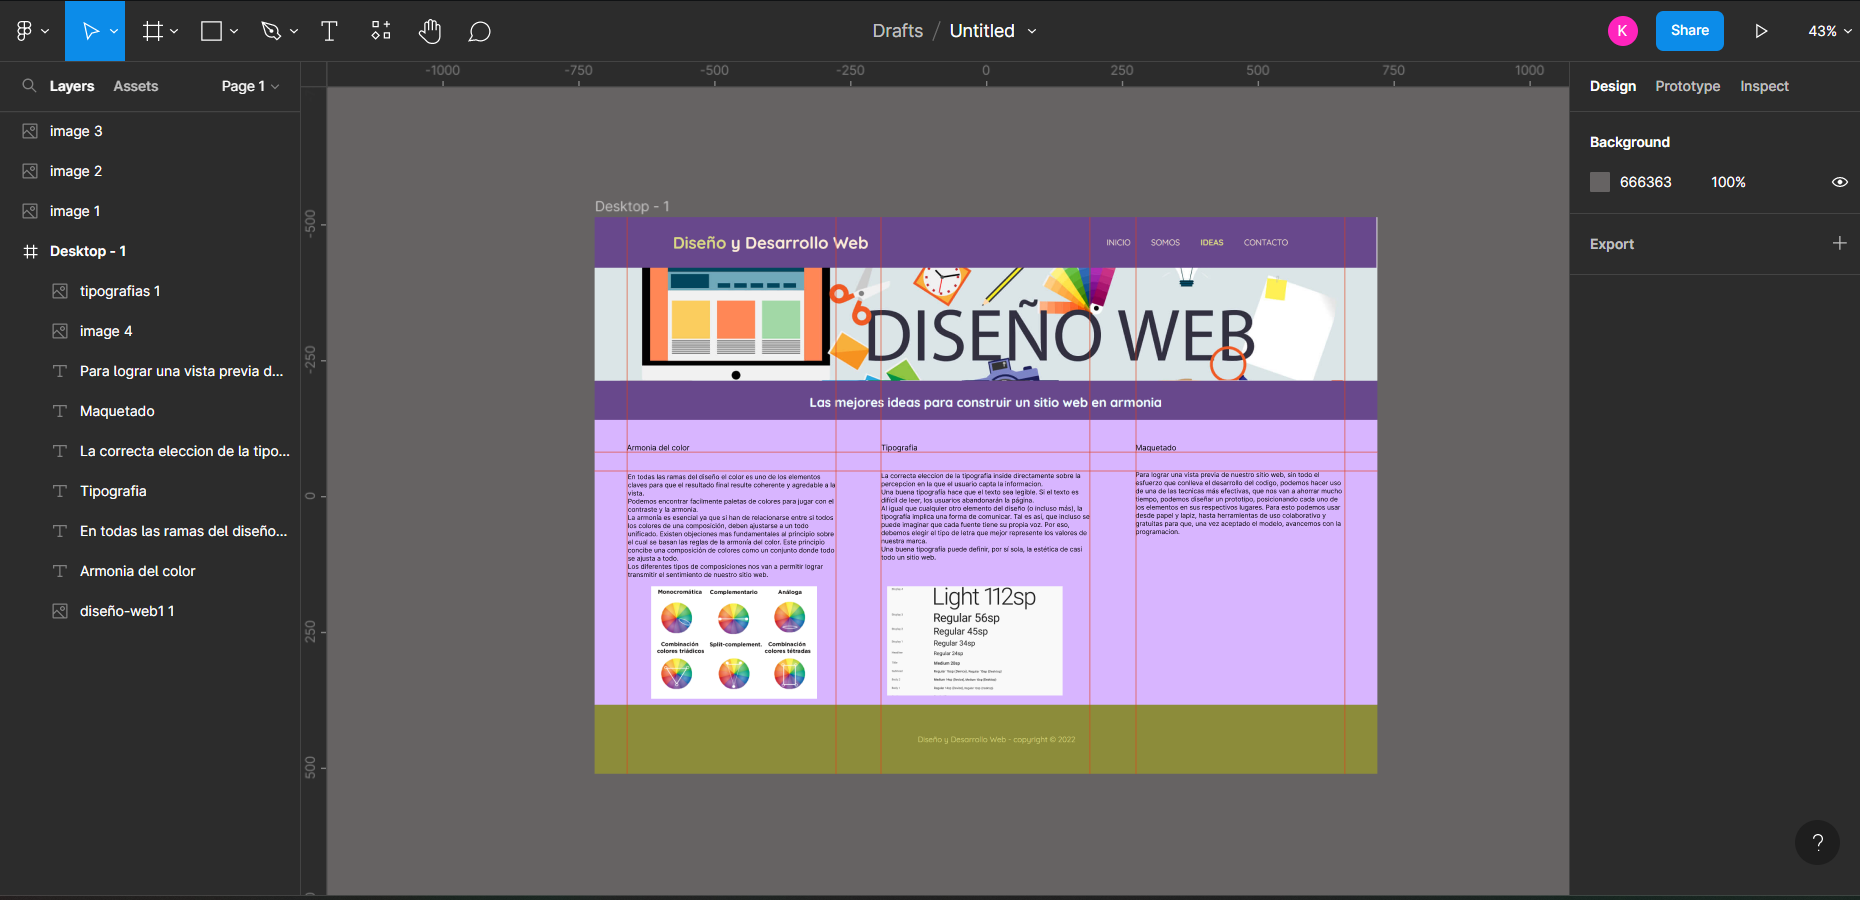 Drafts / Untitled
K
Share
43%
Layers
Assets
Page 1
Design
Prototype
Inspect
-1000
-750
-500
-250
0
250
500
750
1000
-500
-250
0
250
500
image 3
image 2
image 1
Desktop - 1
tipografias 1
image 4
Para lograr una vista previa d...
Maquetado
La correcta eleccion de la tipo...
Tipografia
En todas las ramas del diseño...
Armonia del color
diseño-web1 1
Background
666363
100%
Export
?
Desktop - 1
Diseño y Desarrollo Web
INICIO
SOMOS
IDEAS
CONTACTO
DISEÑO WEB
Las mejores ideas para construir un sitio web en armonia
Armonia del color
En todas las ramas del diseño el color es uno de los elementos
claves para que el resultado final resulte coherente y agredable a la
vista.
Podemos encontrar facilmente paletas de colores para jugar con el
contraste y la armonia.
La armonía es esencial ya que si han de relacionarse entre si todos
los colores de una composición, deben ajustarse a un todo
unificado. Existen objeciones mas fundamentales al principio sobre
el cual se basan las reglas de la armonía del color. Este principio
concibe una composición de colores como un conjunto donde todo
se ajusta a todo.
Los diferentes tipos de composiciones nos van a permitir lograr
transmitir el sentimiento de nuestro sitio web.
Monocromática
Complementario
Análoga
Combinación
colores triádicos
Split-complement.
Combinación
colores tétradas
Tipografia
La correcta eleccion de la tipografia inside directamente sobre la
percepcion en la que el usuario capta la informacion.
Una buena tipografía hace que el texto sea legible. Si el texto es
difícil de leer, los usuarios abandonarán la página.
Al igual que cualquier otro elemento del diseño (o incluso más), la
tipografía implica una forma de comunicar. Tal es así, que incluso se
puede imaginar que cada fuente tiene su propia voz. Por eso,
debemos elegir el tipo de letra que mejor represente los valores de
nuestra marca.
Una buena tipografía puede definir, por sí sola, la estética de casi
todo un sitio web.
Light 112sp
Regular 56sp
Regular 45sp
Regular 34sp
Regular 24sp
Medium 20sp
Maquetado
Para lograr una vista previa de nuestro sitio web, sin todo el
esfuerzo que conlleva el desarrollo del codigo, podemos hacer uso
de una de las tecnicas más efectivas, que nos van a ahorrar mucho
tiempo, podemos diseñar un prototipo, posicionando cada uno de
los elementos en sus respectivos lugares. Para esto podemos usar
desde papel y lapiz, hasta herramientas de uso colaborativo y
gratuitas para que, una vez aceptado el modelo, avancemos con la
programacion.
Diseño y Desarrollo Web - copyright © 2022